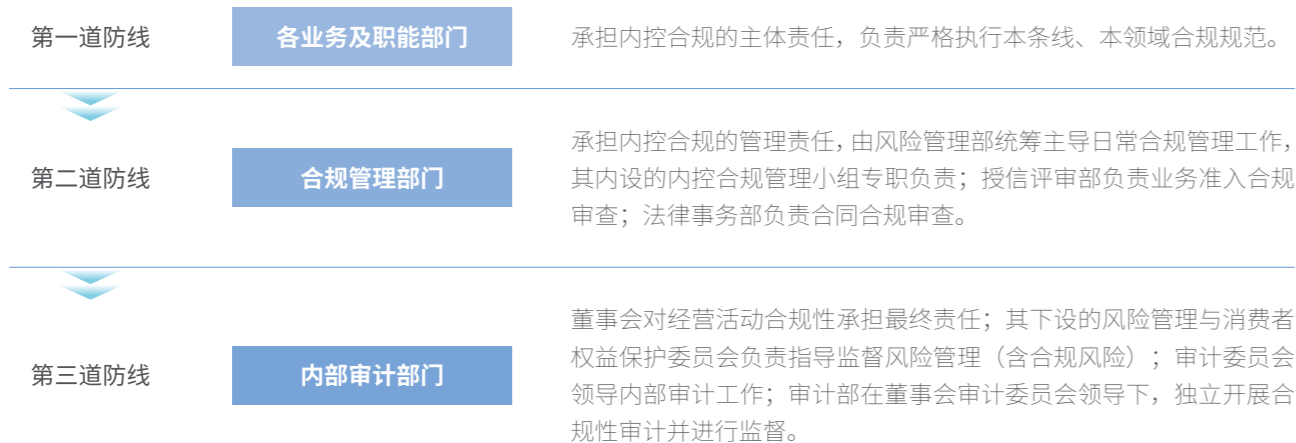 第一道防线
各业务及职能部门
承担内控合规的主体责任，负责严格执行本条线、本领域合规规范。
第二道防线
合规管理部门
承担内控合规的管理责任，由风险管理部统筹主导日常合规管理工作，
其内设的内控合规管理小组专职负责；授信评审部负责业务准入合规
审查；法律事务部负责合同合规审查。
第三道防线
内部审计部门
董事会对经营活动合规性承担最终责任；其下设的风险管理与消费者
权益保护委员会负责指导监督风险管理（含合规风险）；审计委员会
领导内部审计工作；审计部在董事会审计委员会领导下，独立开展合
规性审计并进行监督。